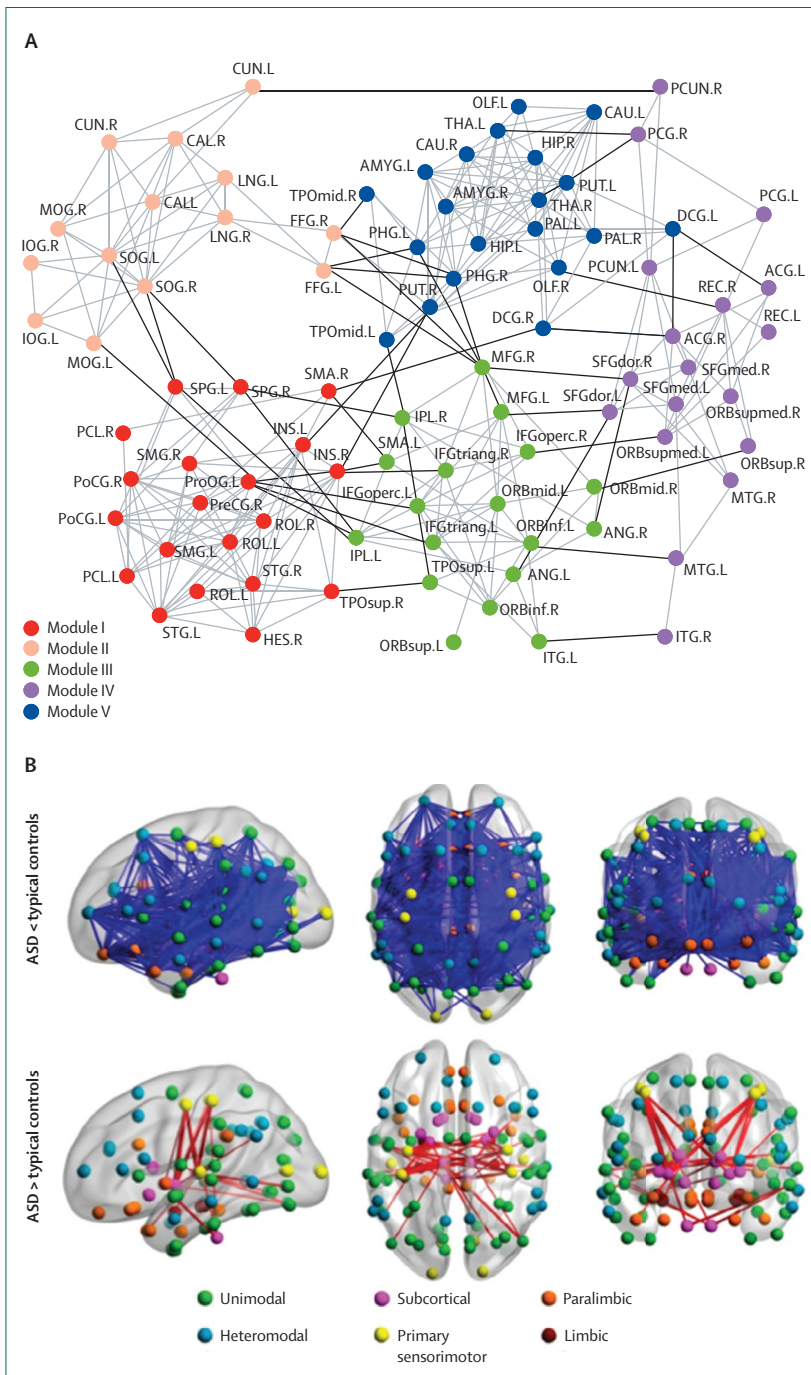 A
CUN.L
PCUN.R
OLF.L
CAU.L
CUN.R
THA.L
CAL.R
HIP.R
PCG.R
CAU.R
AMYG.L
LNG.L
TPOmid.R
AMYG.R
PUT.L
MOG.R
CALL
THA.R
PCG.L
LNG.R
FFG.R
PAL.L
DCG.L
IOG.R
SOG.L
PHG.L
HIP.L
PAL.R
FFG.L
PCUN.L
SOG.R
PUT.R
PHG.R
OLF.R
ACG.L
REC.R
IOG.L
TPOmid.L
DCG.R
REC.L
MOG.L
ACG.R
MFG.R
SFGdor.R
SFGmed.R
SPG.L
SPG.R
SMA.R
SFGmed.L
MFG.L
SFGdor.L
ORBsupmed.R
PCL.R
INS.L
IPL.R
IFGoperc.R
SMA.L
SMG.R
INS.R
IFGtriang.R
ORBsupmed.L
ORBsup.R
PoCG.R
ProOG.L
IFGoperc.L
ORBmid.L
ORBmid.R
MTG.R
PreCG.R
PoCG.L
ROL.R
IFGtriang.L
ORBinf.L
ANG.R
SMG.L
ROL.L
IPL.L
TPOsup.L
MTG.L
PCL.L
STG.R
ANG.L
ROL.L
TPOsup.R
ORBinf.R
STG.L
HES.R
ORBsup.L
ITG.L
ITG.R
Module I
Module II
Module III
Module IV
Module V
B
ASD < typical controls
ASD > typical controls
Unimodal
Subcortical
Paralimbic
Heteromodal
Primary
sensorimotor
Limbic